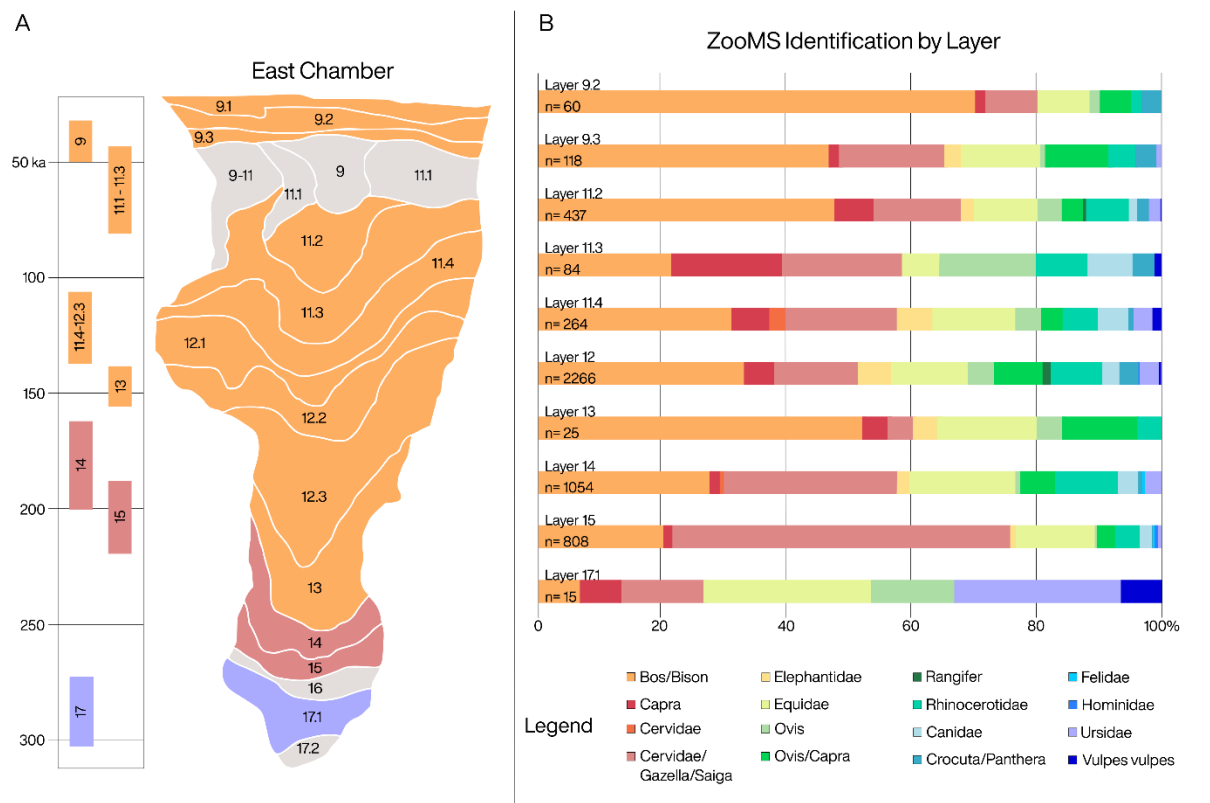 A
East Chamber
9
11.1 - 11.3
11.4-12.3
13
14
15
17
50 ka
100
150
200
250
300
9.1
9.2
9.3
9-11
11.1
9
11.1
11.2
11.4
11.3
12.1
12.2
12.3
13
14
15
16
17.1
17.2
B
ZooMS Identification by Layer
Layer 9.2
n= 60
Layer 9.3
n= 118
Layer 11.2
n= 437
Layer 11.3
n= 84
Layer 11.4
n= 264
Layer 12
n= 2266
Layer 13
n= 25
Layer 14
n= 1054
Layer 15
n= 808
Layer 17.1
n= 15
0 20 40 60 80 100%
Legend
Bos/Bison
Capra
Cervidae
Cervidae/
Gazella/Saiga
Elephantidae
Equidae
Ovis
Ovis/Capra
Rangifer
Rhinocerotidae
Canidae
Crocuta/Panthera
Felidae
Hominidae
Ursidae
Vulpes vulpes